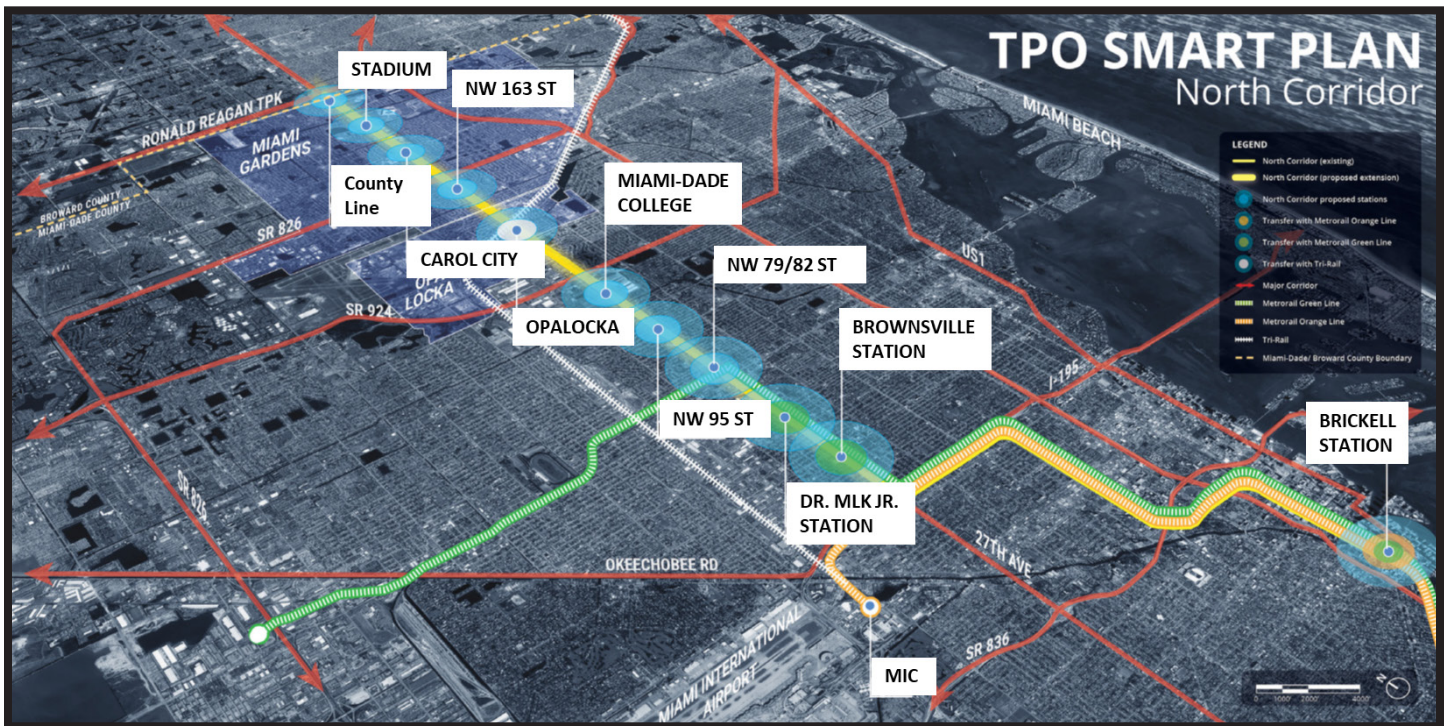 TPO SMART PLAN
North Corridor
STADIUM
NW 163 ST
RONALD REAGAN TPK
MIAMI
GARDENS
MIAMI BEACH
County
Line
MIAMI-DADE
COLLEGE
BROWARD COUNTY
MIAMI-DADE COUNTY
SR 826
CAROL CITY
NW 79/82 ST
US1
OPA
LOCKA
SR 924
OPALOCKA
BROWNSVILLE
STATION
I-195
NW 95 ST
BRICKELL
STATION
SR 826
DR. MLK JR.
STATION
27TH AVE
OKEECHOBEE RD
MIAMI INTERNATIONAL
AIRPORT
SR 836
MIC
LEGEND
North Corridor (existing)
North Corridor (proposed extension)
North Corridor proposed stations
Transfer with Metrorail Orange Line
Transfer with Metrorail Green Line
Transfer with Tri-Rail
Major Corridor
Metrorail Green Line
Metrorail Orange Line
Tri-Rail
Miami-Dade/ Broward County Boundary
0 1000' 2000' 4000'
N